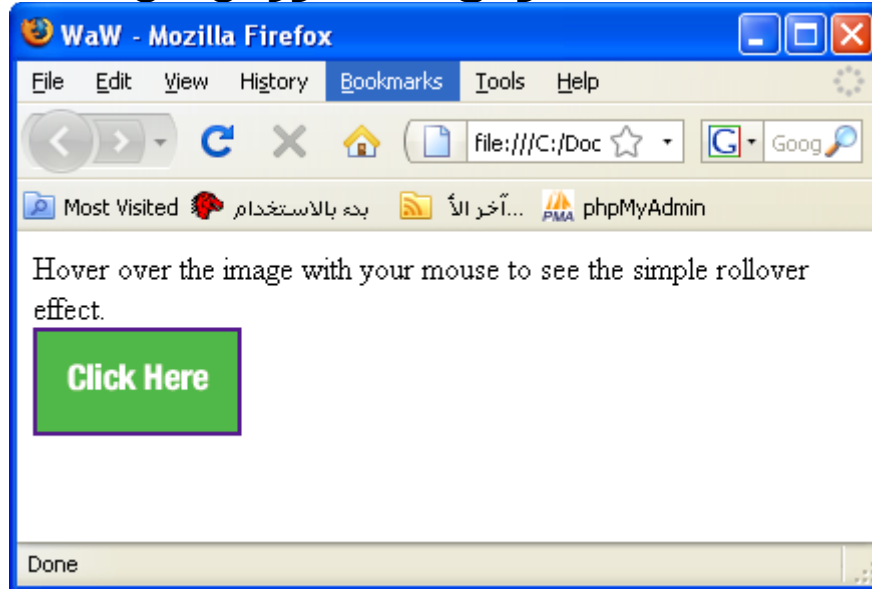 WaW - Mozilla Firefox
File Edit View History Bookmarks Tools Help
file:///C:/Doc G Goog
Most Visited بدء بالاستخدام آخر الأ... PMA phpMyAdmin
Hover over the image with your mouse to see the simple rollover
effect.
Click Here
Done